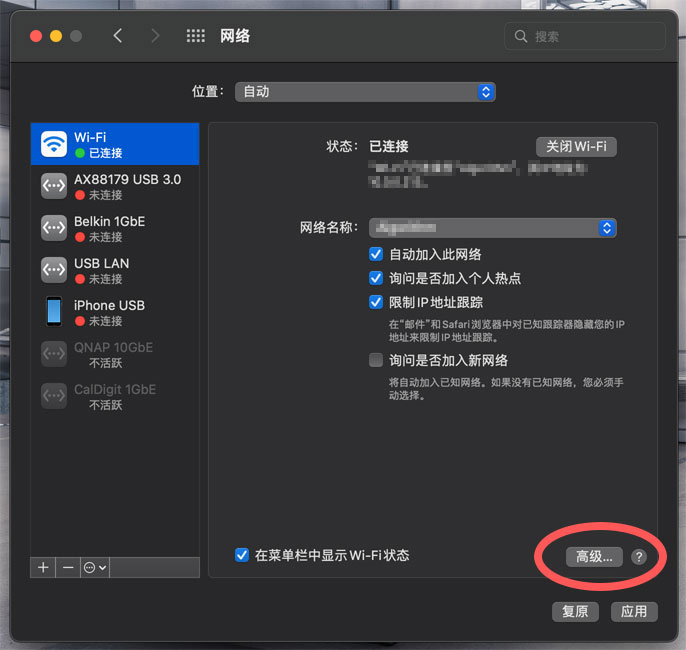 网络
搜索
位置：
自动
Wi-Fi
已连接
AX88179 USB 3.0
未连接
Belkin 1GbE
未连接
USB LAN
未连接
iPhone USB
未连接
QNAP 10GbE
不活跃
CalDigit 1GbE
不活跃
状态： 已连接
关闭 Wi-Fi
网络名称：
自动加入此网络
询问是否加入个人热点
限制 IP 地址跟踪
在“邮件”和 Safari 浏览器中对已知跟踪器隐藏您的 IP
地址来限制 IP 地址跟踪。
询问是否加入新网络
将自动加入已知网络。如果没有已知网络，您必须手
动选择。
在菜单栏中显示 Wi-Fi 状态
高级...
?
复原
应用